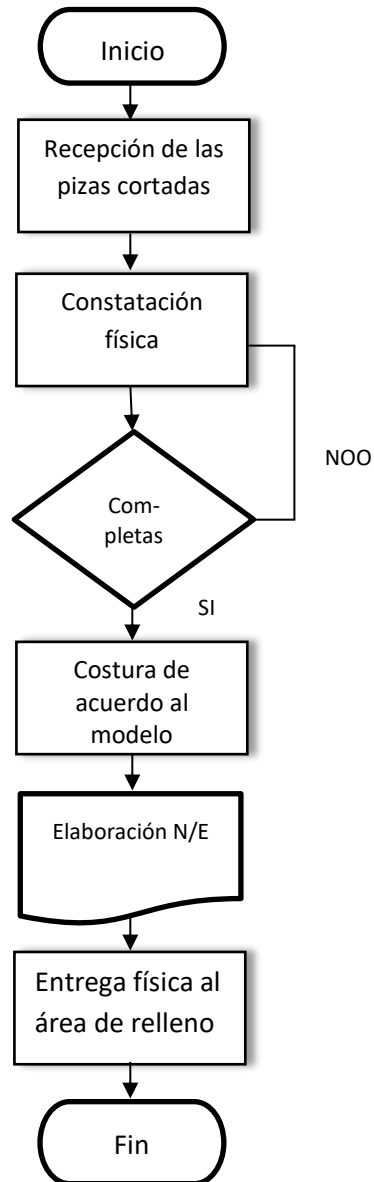 Inicio
Recepción de las
pizas cortadas
Constatación
física
NOO
Com-
pletas
SI
Costura de
acuerdo al
modelo
Elaboración N/E
Entrega física al
área de relleno
Fin